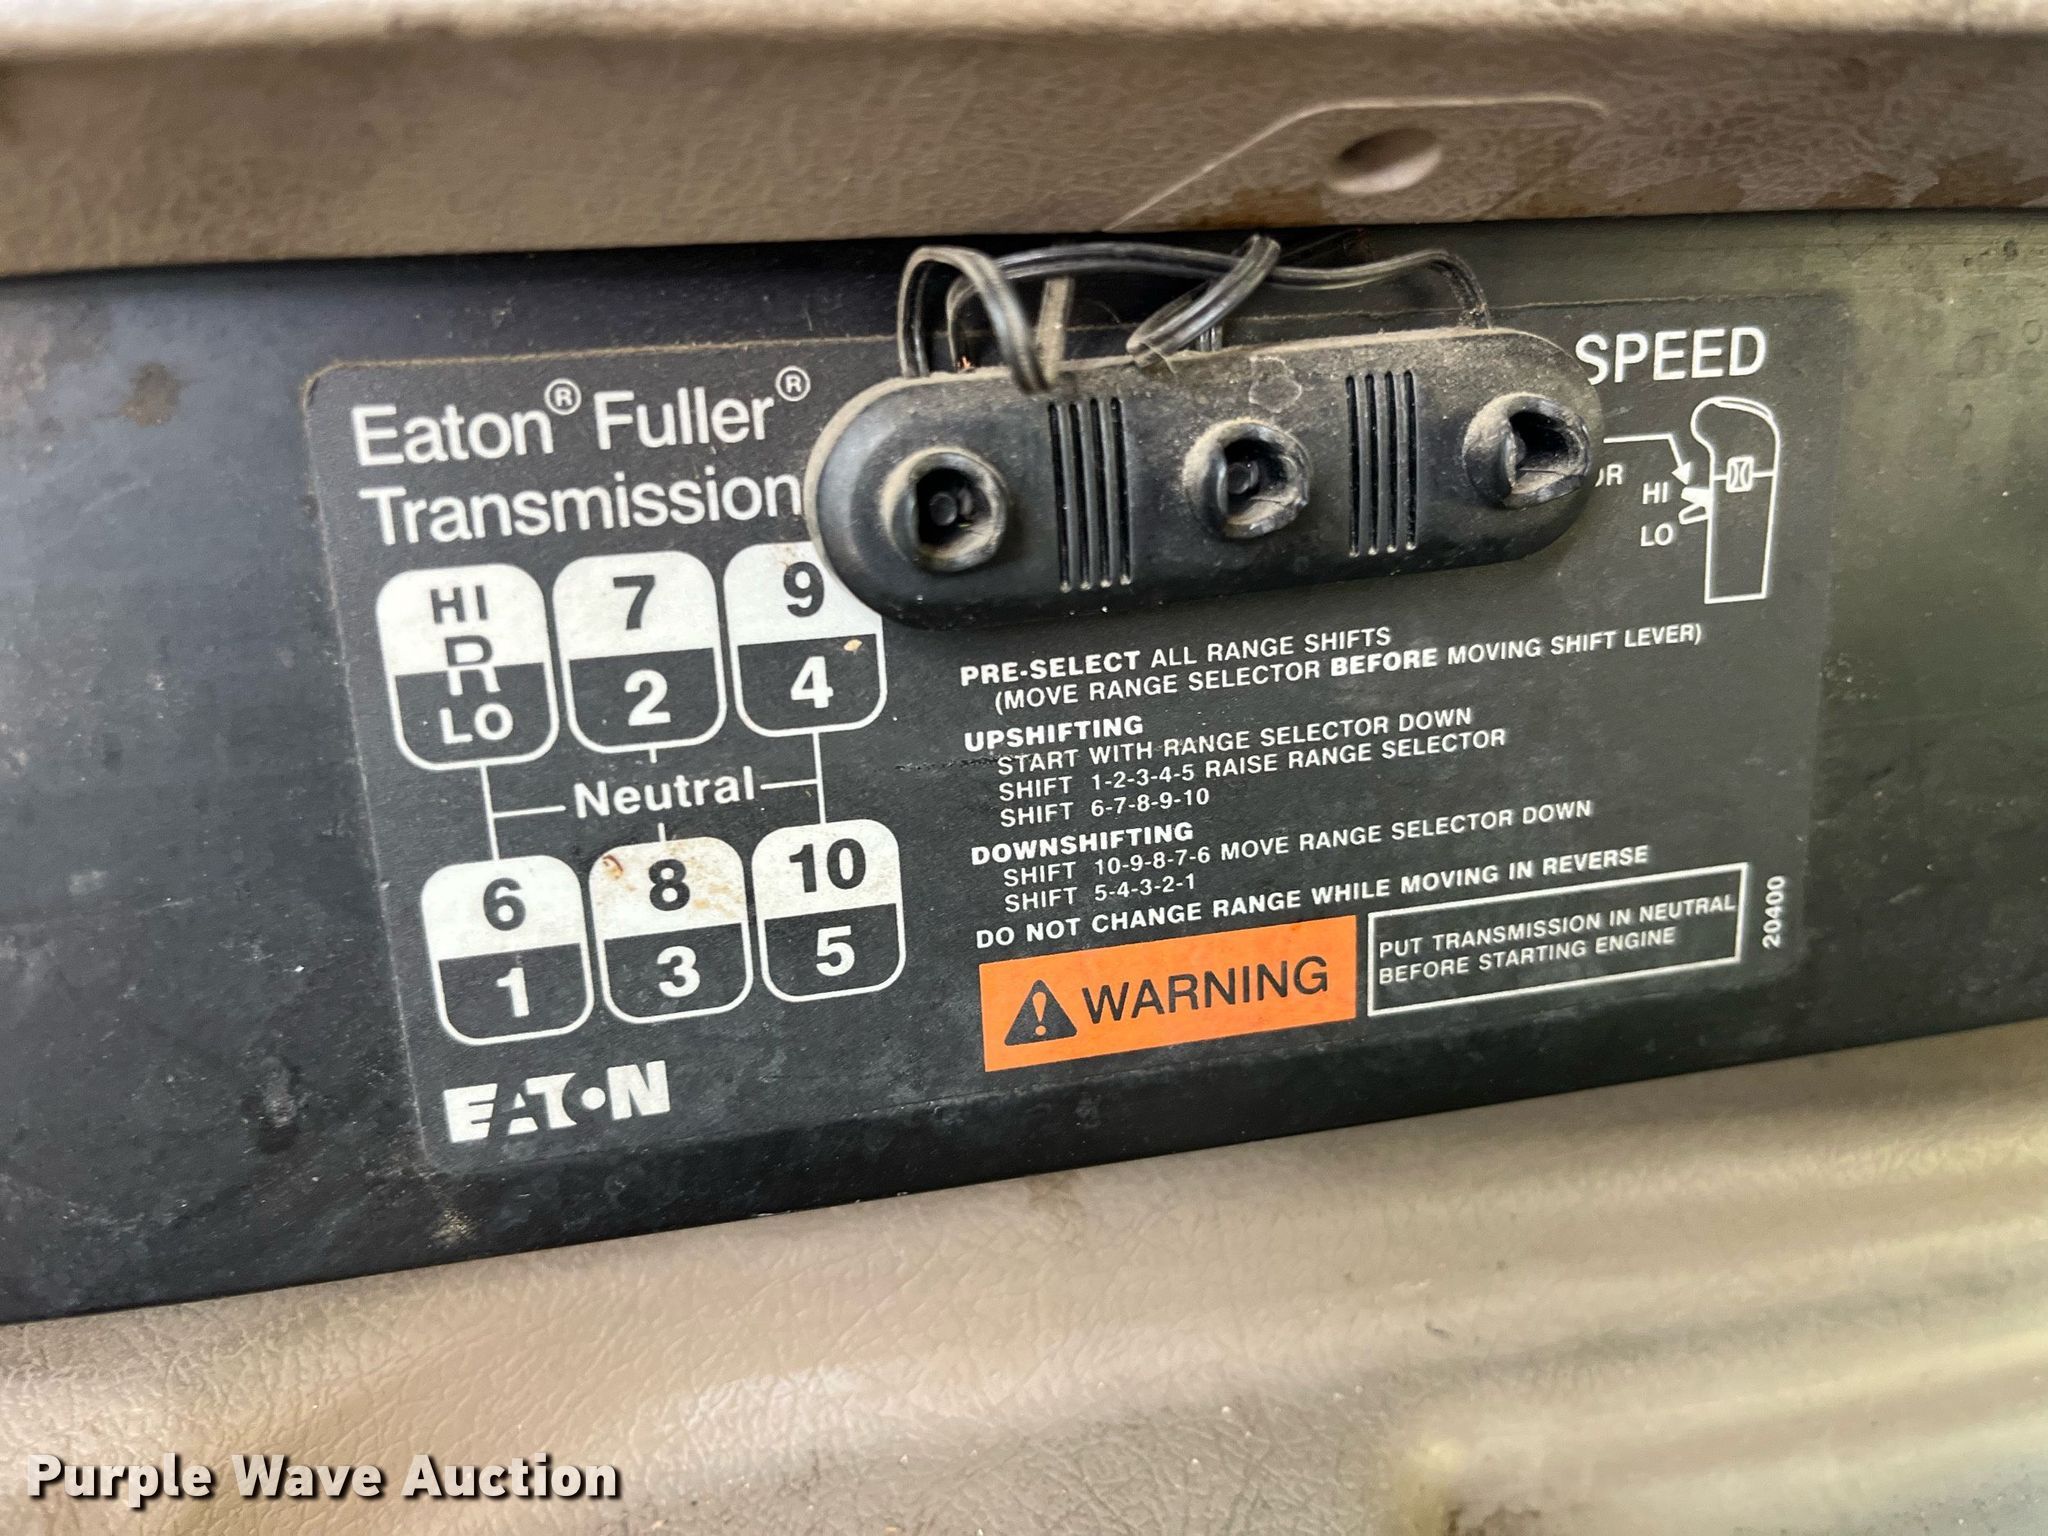 Eaton® Fuller®
Transmission
SPEED
HI
LO
HI
R
LO
7
2
9
4
Neutral
6
1
8
3
10
5
PRE-SELECT ALL RANGE SHIFTS
(MOVE RANGE SELECTOR BEFORE MOVING SHIFT LEVER)
UPSHIFTING
START WITH RANGE SELECTOR DOWN
SHIFT 1-2-3-4-5 RAISE RANGE SELECTOR
SHIFT 6-7-8-9-10
DOWNSHIFTING
SHIFT 10-9-8-7-6 MOVE RANGE SELECTOR DOWN
SHIFT 5-4-3-2-1
DO NOT CHANGE RANGE WHILE MOVING IN REVERSE
WARNING
PUT TRANSMISSION IN NEUTRAL
BEFORE STARTING ENGINE
20400
EATON
Purple Wave Auction